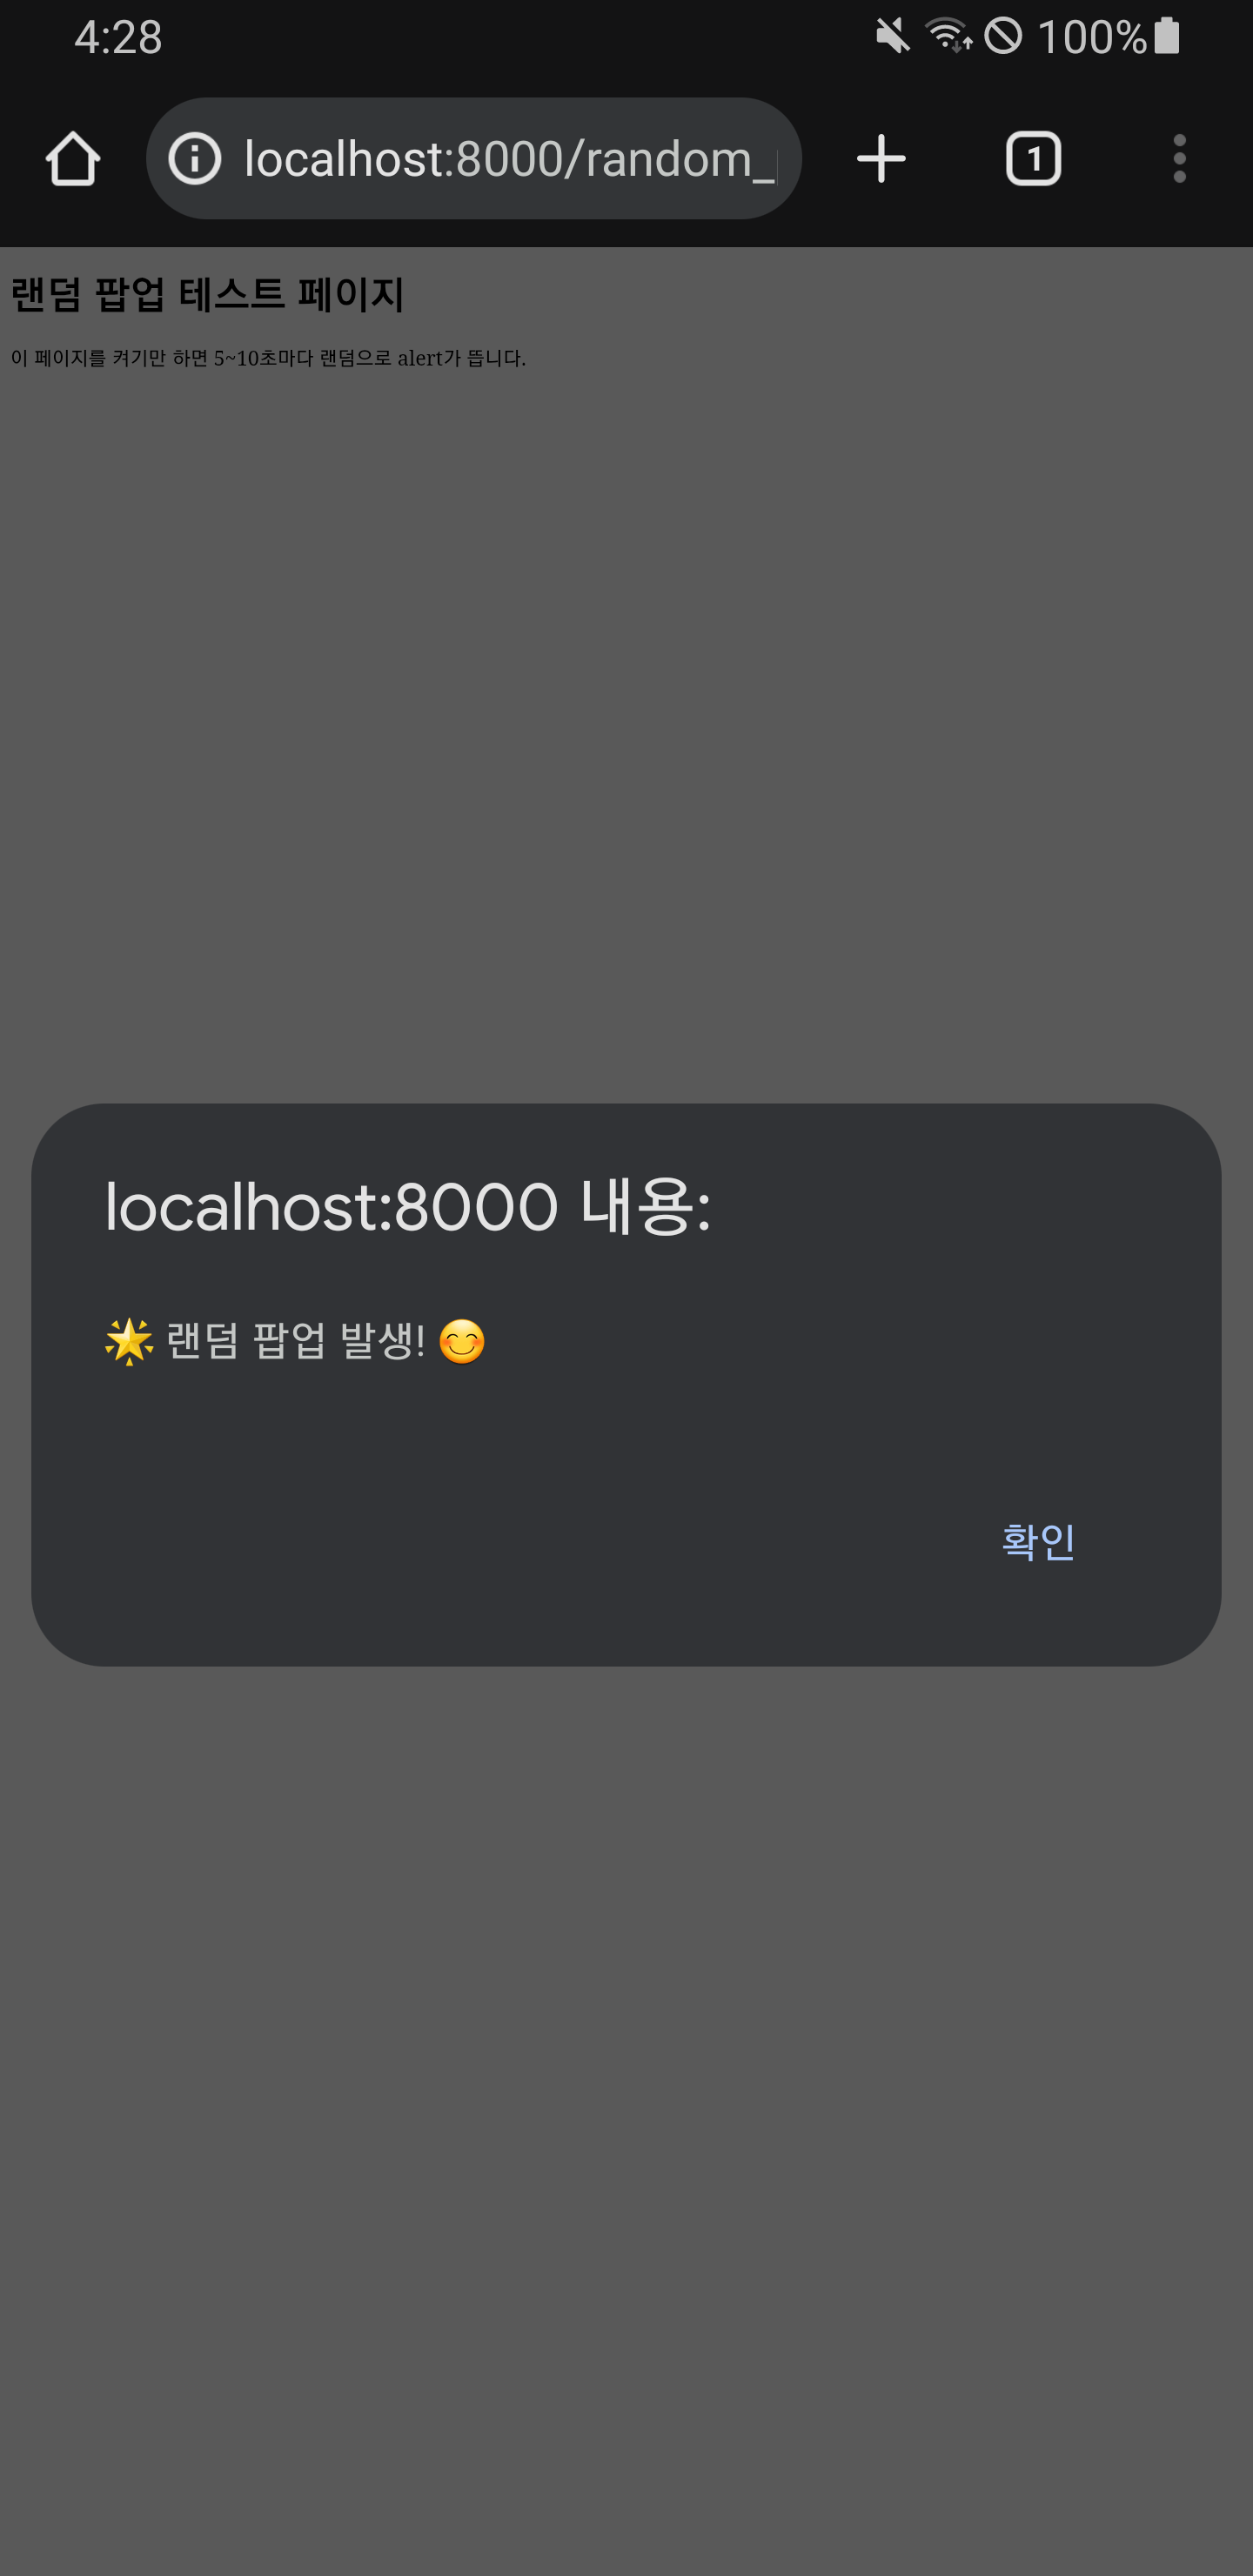 4:28
100%
localhost:8000/random_
1
랜덤 팝업 테스트 페이지
이 페이지를 켜기만 하면 5~10초마다 랜덤으로 alert가 뜹니다.
localhost:8000 내용:
🌟 랜덤 팝업 발생! 😊
확인